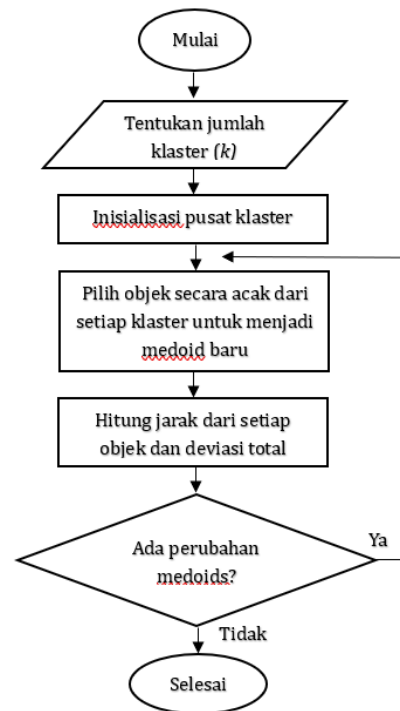 Mulai
Tentukan jumlah
klaster (k)
Inisialisasi pusat klaster
Pilih objek secara acak dari
setiap klaster untuk menjadi
medoid baru
Hitung jarak dari setiap
objek dan deviasi total
Ada perubahan
medoids?
Ya
Tidak
Selesai